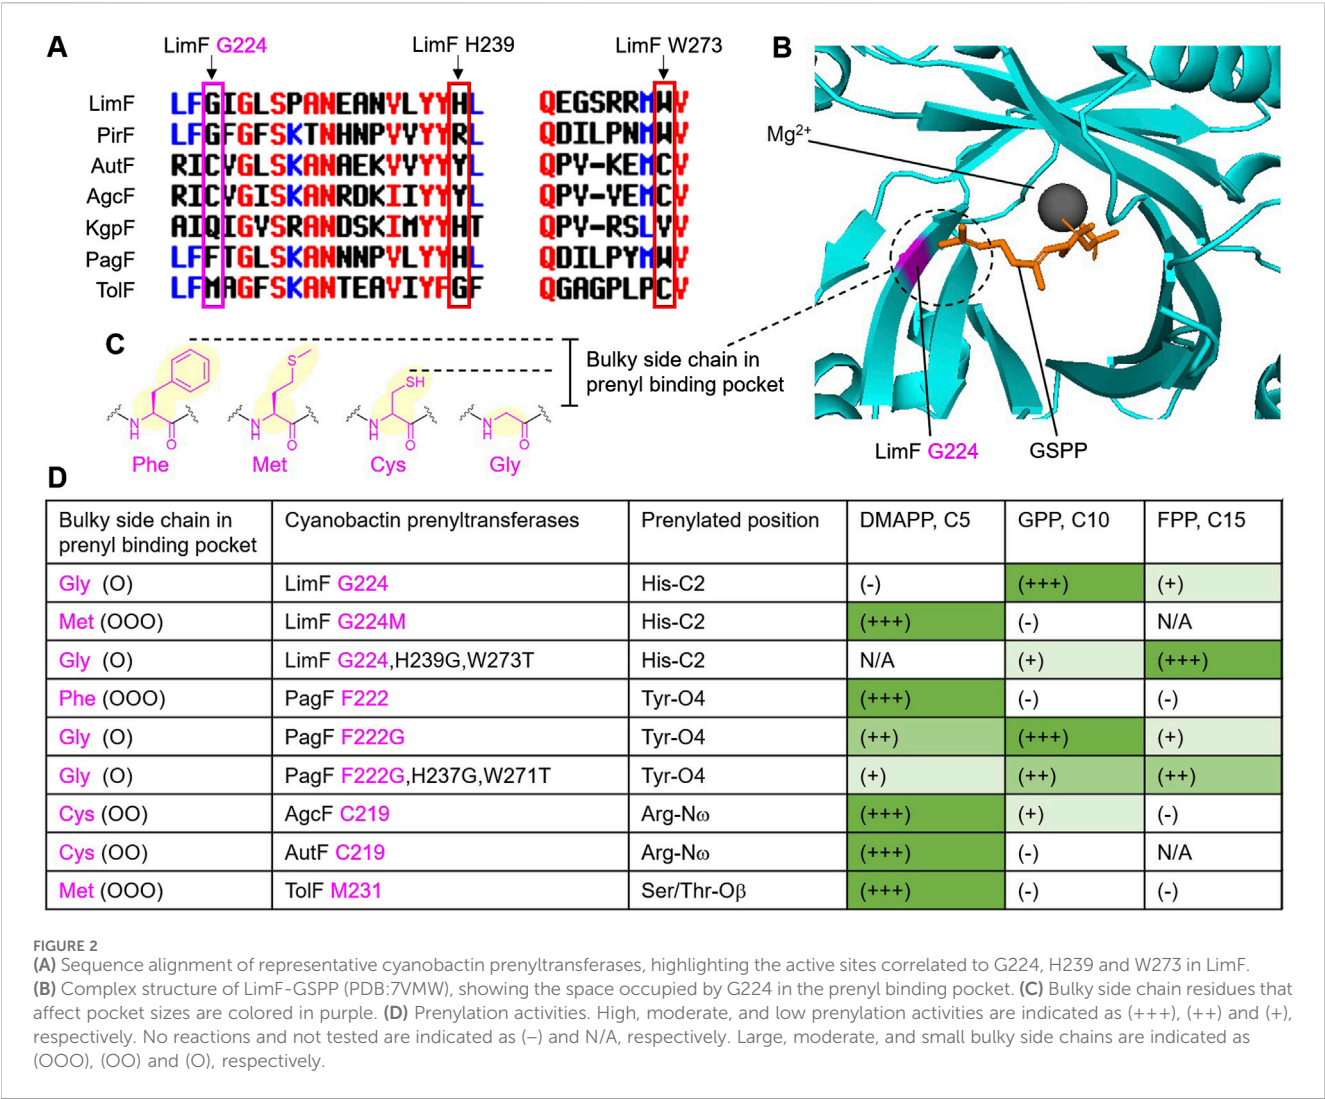 A
LimF G224
LimF H239
LimF W273
LimF LFGIGLSPANEANVLYYHL QEGSRRMWV
PirF LFGFGFSKTNHNPVVYYRL QDILPNMWV
AutF RICVGLSKANAEKVYYYYL QPV-KEMCV
AgcF RICVGISKANRDKIIYYYL QPV-VEMCV
KgpF AIQIGVSRANDSKIMYYHT QPV-RSLVV
PagF LFFTGLSKANNNPVLYYHL QDILPYMWV
TolF LFMAGFSKANTEAVIYFGF QGAGPLPCV
B
Mg²⁺
LimF G224
GSPP
C
Bulky side chain in
prenyl binding pocket
S
SH
N
H
O
N
H
O
N
H
O
N
H
O
Phe
Met
Cys
Gly
D
Bulky side chain in
prenyl binding pocket
Cyanobactin prenyltransferases
Prenylated position
DMAPP, C5
GPP, C10
FPP, C15
Gly (O) LimF G224 His-C2 (-) (+++) (+)
Met (OOO) LimF G224M His-C2 (+++) (-) N/A
Gly (O) LimF G224,H239G,W273T His-C2 N/A (+) (+++)
Phe (OOO) PagF F222 Tyr-O4 (+++) (-) (-)
Gly (O) PagF F222G Tyr-O4 (++) (+++) (+)
Gly (O) PagF F222G,H237G,W271T Tyr-O4 (+) (++) (++)
Cys (OO) AgcF C219 Arg-Nω (+++) (+) (-)
Cys (OO) AutF C219 Arg-Nω (+++) (-) N/A
Met (OOO) TolF M231 Ser/Thr-Oβ (+++) (-) (-)
FIGURE 2
(A) Sequence alignment of representative cyanobactin prenyltransferases, highlighting the active sites correlated to G224, H239 and W273 in LimF.
(B) Complex structure of LimF-GSPP (PDB:7VMW), showing the space occupied by G224 in the prenyl binding pocket. (C) Bulky side chain residues that
affect pocket sizes are colored in purple. (D) Prenylation activities. High, moderate, and low prenylation activities are indicated as (+++), (++) and (+),
respectively. No reactions and not tested are indicated as (–) and N/A, respectively. Large, moderate, and small bulky side chains are indicated as
(OOO), (OO) and (O), respectively.